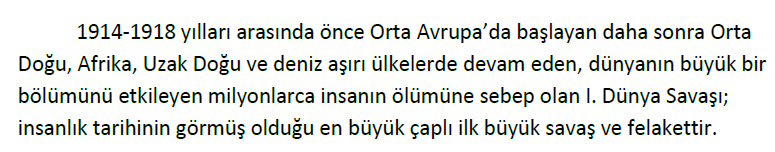 1914-1918 yılları arasında önce Orta Avrupa’da başlayan daha sonra Orta
Doğu, Afrika, Uzak Doğu ve deniz aşırı ülkelerde devam eden, dünyanın büyük bir
bölümünü etkileyen milyonlarca insanın ölümüne sebep olan I. Dünya Savaşı;
insanlık tarihinin görmüş olduğu en büyük çaplı ilk büyük savaş ve felakettir.